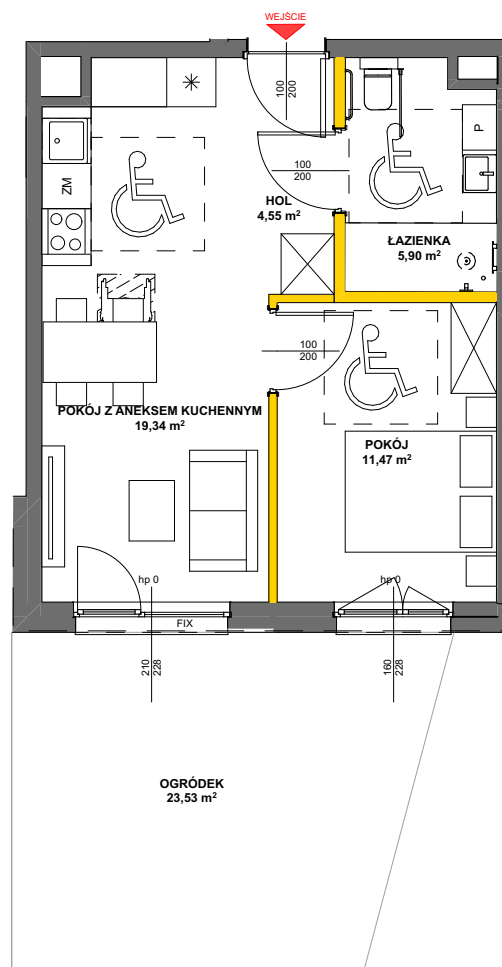 WEJŚCIE
100
200
100
200
HOL
4,55 m²
ZM
P
ŁAZIENKA
5,90 m²
100
200
POKÓJ Z ANEKSEM KUCHENNYM
19,34 m²
POKÓJ
11,47 m²
hp 0
hp 0
FIX
210
228
160
228
OGRÓDEK
23,53 m²